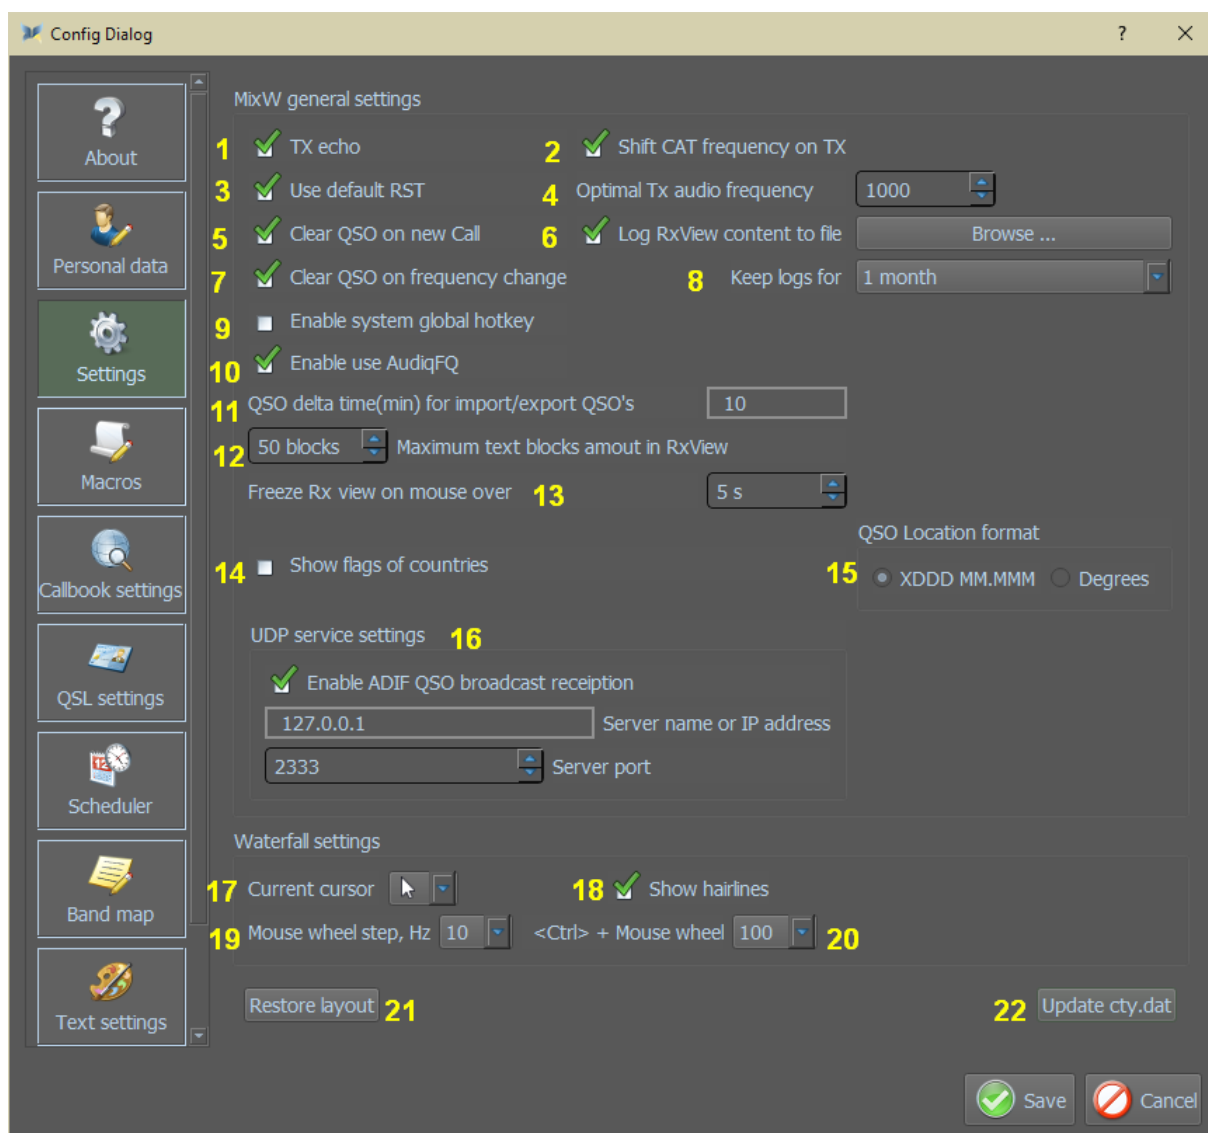 Config Dialog ? ×
About
Personal data
Settings
Macros
Callbook settings
QSL settings
Scheduler
Band map
Text settings
MixW general settings
1 TX echo 2 Shift CAT frequency on TX
3 Use default RST 4 Optimal Tx audio frequency 1000
5 Clear QSO on new Call 6 Log RxView content to file Browse ...
7 Clear QSO on frequency change 8 Keep logs for 1 month
9 Enable system global hotkey
10 Enable use AudiqFQ
11 QSO delta time(min) for import/export QSO's 10
12 50 blocks Maximum text blocks amout in RxView
Freeze Rx view on mouse over 13 5 s
QSO Location format
14 Show flags of countries 15 XDDD MM.MMM Degrees
UDP service settings 16
Enable ADIF QSO broadcast receiption
127.0.0.1 Server name or IP address
2333 Server port
Waterfall settings
17 Current cursor 18 Show hairlines
19 Mouse wheel step, Hz 10 <Ctrl> + Mouse wheel 100 20
Restore layout 21 22 Update cty.dat
Save Cancel